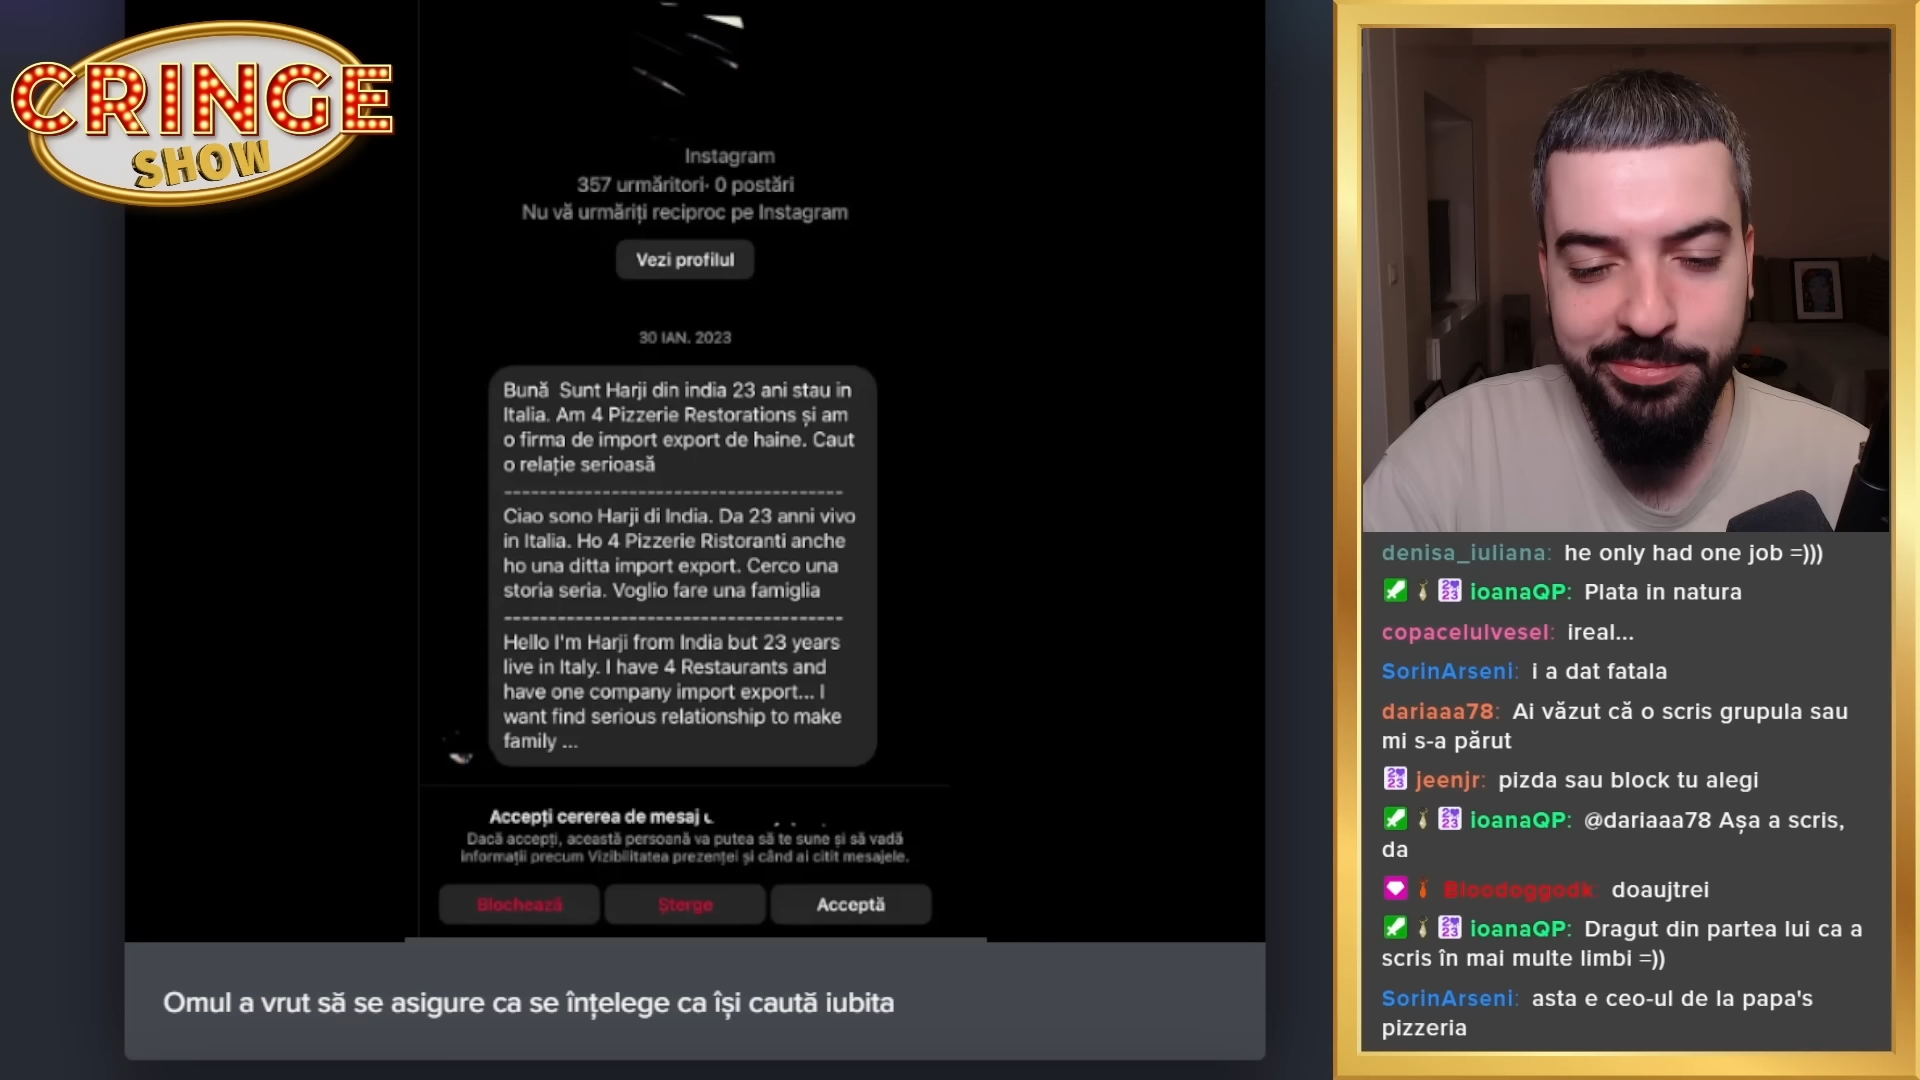 CRINGE
SHOW
Instagram
357 urmăritori· 0 postări
Nu vă urmăriți reciproc pe Instagram
Vezi profilul
30 IAN. 2023
Bună  Sunt Harji din india 23 ani stau in
Italia. Am 4 Pizzerie Restorations și am
o firma de import export de haine. Caut
o relație serioasă
--------------------------------------
Ciao sono Harji di India. Da 23 anni vivo
in Italia. Ho 4 Pizzerie Ristoranti anche
ho una ditta import export. Cerco una
storia seria. Voglio fare una famiglia
--------------------------------------
Hello I'm Harji from India but 23 years
live in Italy. I have 4 Restaurants and
have one company import export... I
want find serious relationship to make
family ...
Accepți cererea de mesaj
Dacă accepți, această persoană va putea să te sune și să vadă
informații precum Vizibilitatea prezenței și când ai citit mesajele.
Blochează
Șterge
Acceptă
Omul a vrut să se asigure ca se înțelege ca își caută iubita
denisa_iuliana: he only had one job =)))
ioanaQP: Plata in natura
copacelulvesel: ireal...
SorinArseni: i a dat fatala
dariaaa78: Ai văzut că o scris grupula sau
mi s-a părut
jeenjr: pizda sau block tu alegi
ioanaQP: @dariaaa78 Așa a scris,
da
Bloodoggodk: doaujtrei
ioanaQP: Dragut din partea lui ca a
scris în mai multe limbi =))
SorinArseni: asta e ceo-ul de la papa's
pizzeria